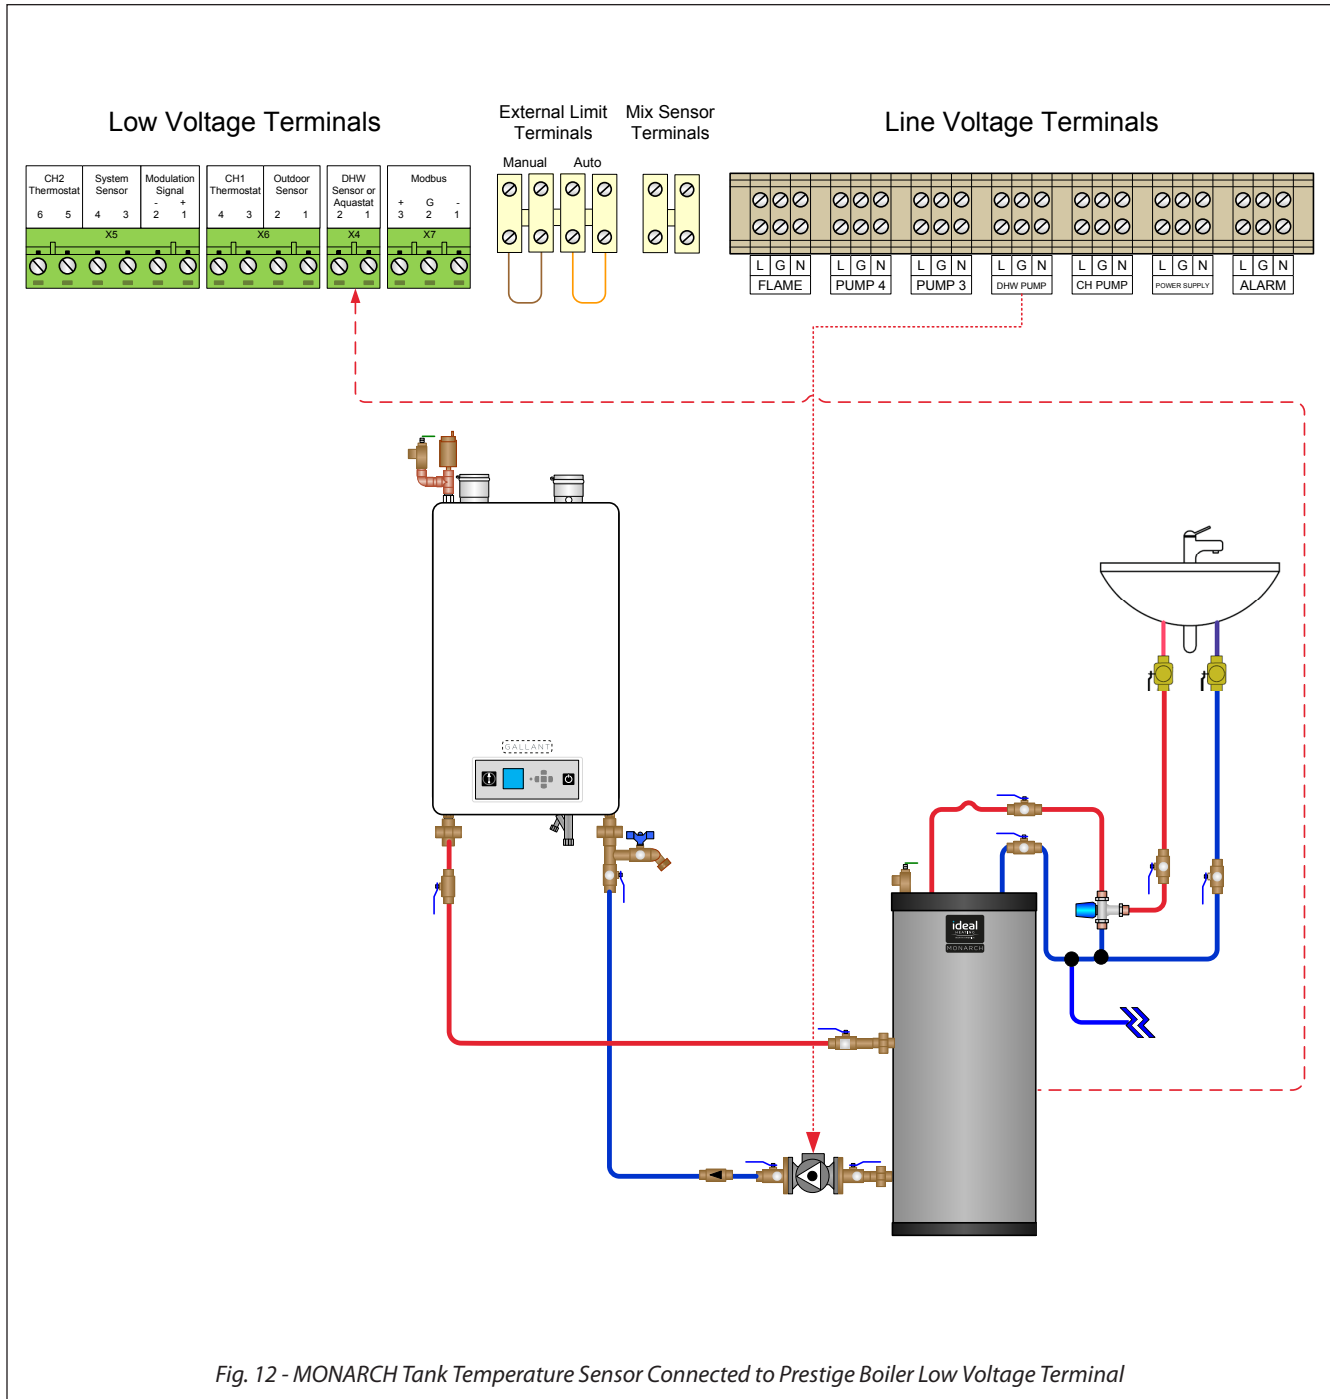 Low Voltage Terminals
External Limit
Terminals
Mix Sensor
Terminals
Line Voltage Terminals
Manual Auto
CH2
Thermostat
6 5
System
Sensor
4 3
Modulation
Signal
- +
2 1
X5
CH1
Thermostat
4 3
Outdoor
Sensor
2 1
X6
DHW
Sensor or
Aquastat
2 1
X4
Modbus
+ G -
3 2 1
X7
L G N
FLAME
L G N
PUMP 4
L G N
PUMP 3
L G N
DHW PUMP
L G N
CH PUMP
L G N
POWER SUPPLY
L G N
ALARM
GALLANT
ideal
HEATING
MONARCH
Fig. 12 - MONARCH Tank Temperature Sensor Connected to Prestige Boiler Low Voltage Terminal